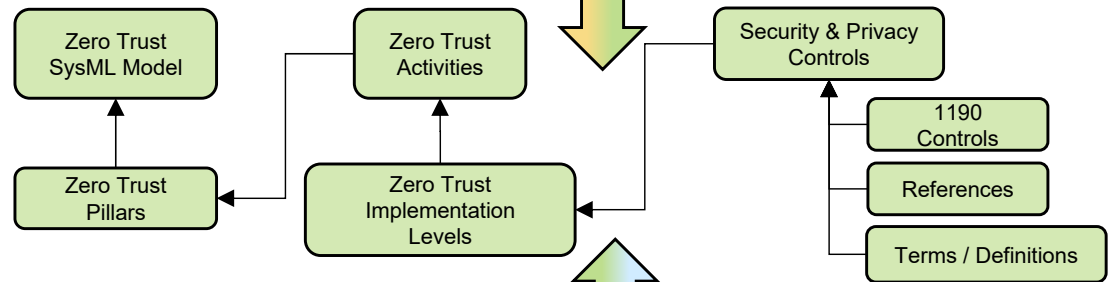 Zero Trust
SysML Model
Zero Trust
Activities
Security & Privacy
Controls
1190
Controls
Zero Trust
Pillars
Zero Trust
Implementation
Levels
References
Terms / Definitions